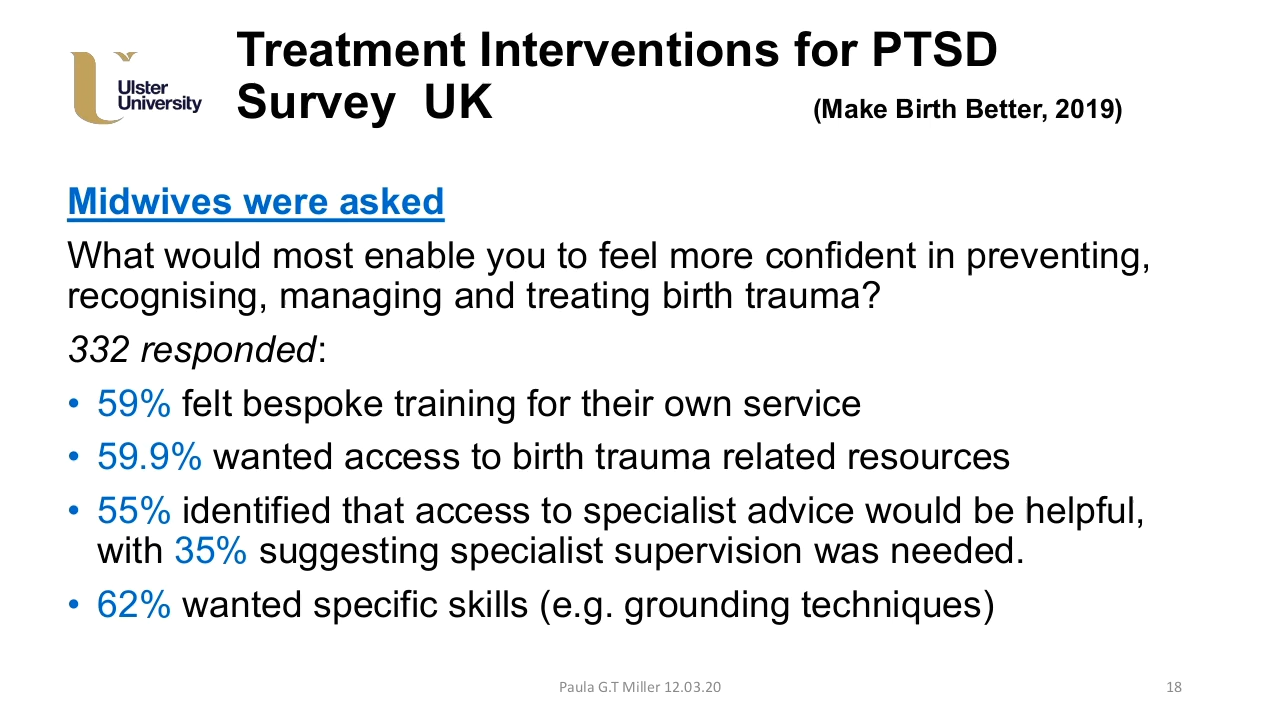 Treatment Interventions for PTSD
Survey UK (Make Birth Better, 2019)
Ulster
University
Midwives were asked
What would most enable you to feel more confident in preventing,
recognising, managing and treating birth trauma?
332 responded:
• 59% felt bespoke training for their own service
• 59.9% wanted access to birth trauma related resources
• 55% identified that access to specialist advice would be helpful,
with 35% suggesting specialist supervision was needed.
• 62% wanted specific skills (e.g. grounding techniques)
Paula G.T Miller 12.03.20
18